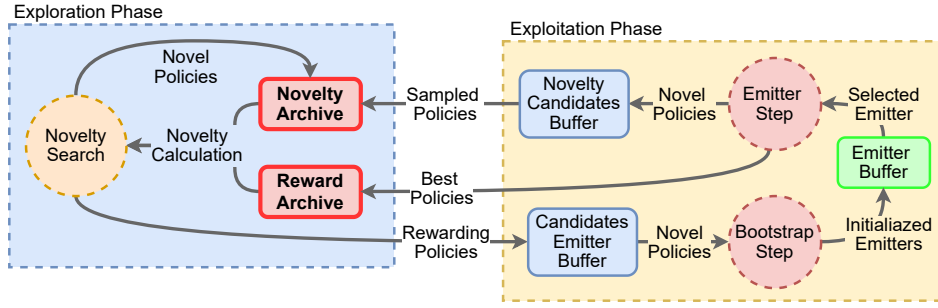 Exploration Phase
Exploitation Phase
Novel
Policies
Novelty
Archive
Novelty
Search
Novelty
Calculation
Reward
Archive
Sampled
Policies
Novelty
Candidates
Buffer
Novel
Policies
Emitter
Step
Selected
Emitter
Emitter
Buffer
Best
Policies
Rewarding
Policies
Candidates
Emitter
Buffer
Novel
Policies
Bootstrap
Step
Initialiazed
Emitters